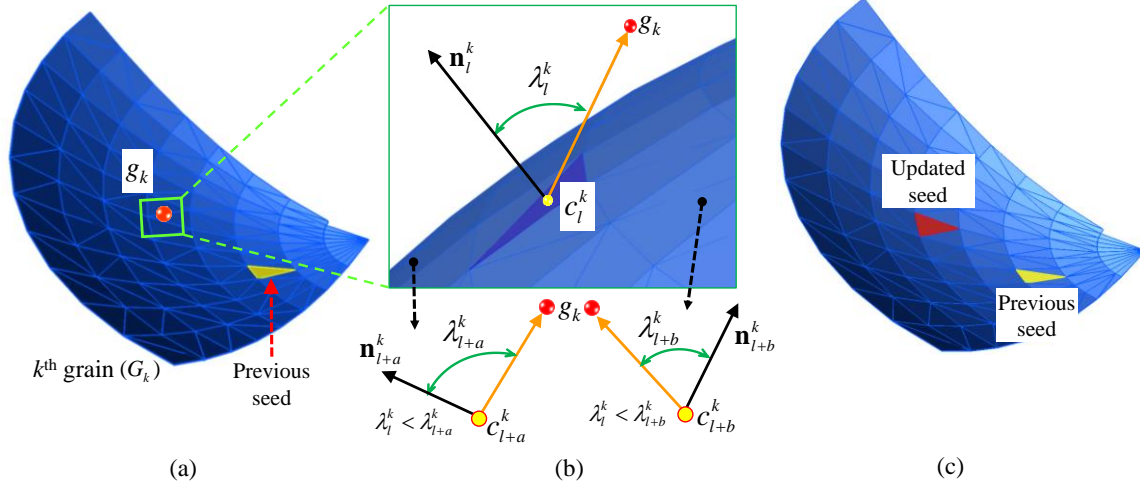 g_k
k^th grain (G_k)
Previous
seed
(a)
g_k
n_l^k
λ_l^k
c_l^k
g_k
n_{l+a}^k
λ_{l+a}^k
λ_l^k < λ_{l+a}^k
c_{l+a}^k
λ_{l+b}^k
n_{l+b}^k
λ_l^k < λ_{l+b}^k
c_{l+b}^k
(b)
Updated
seed
Previous
seed
(c)